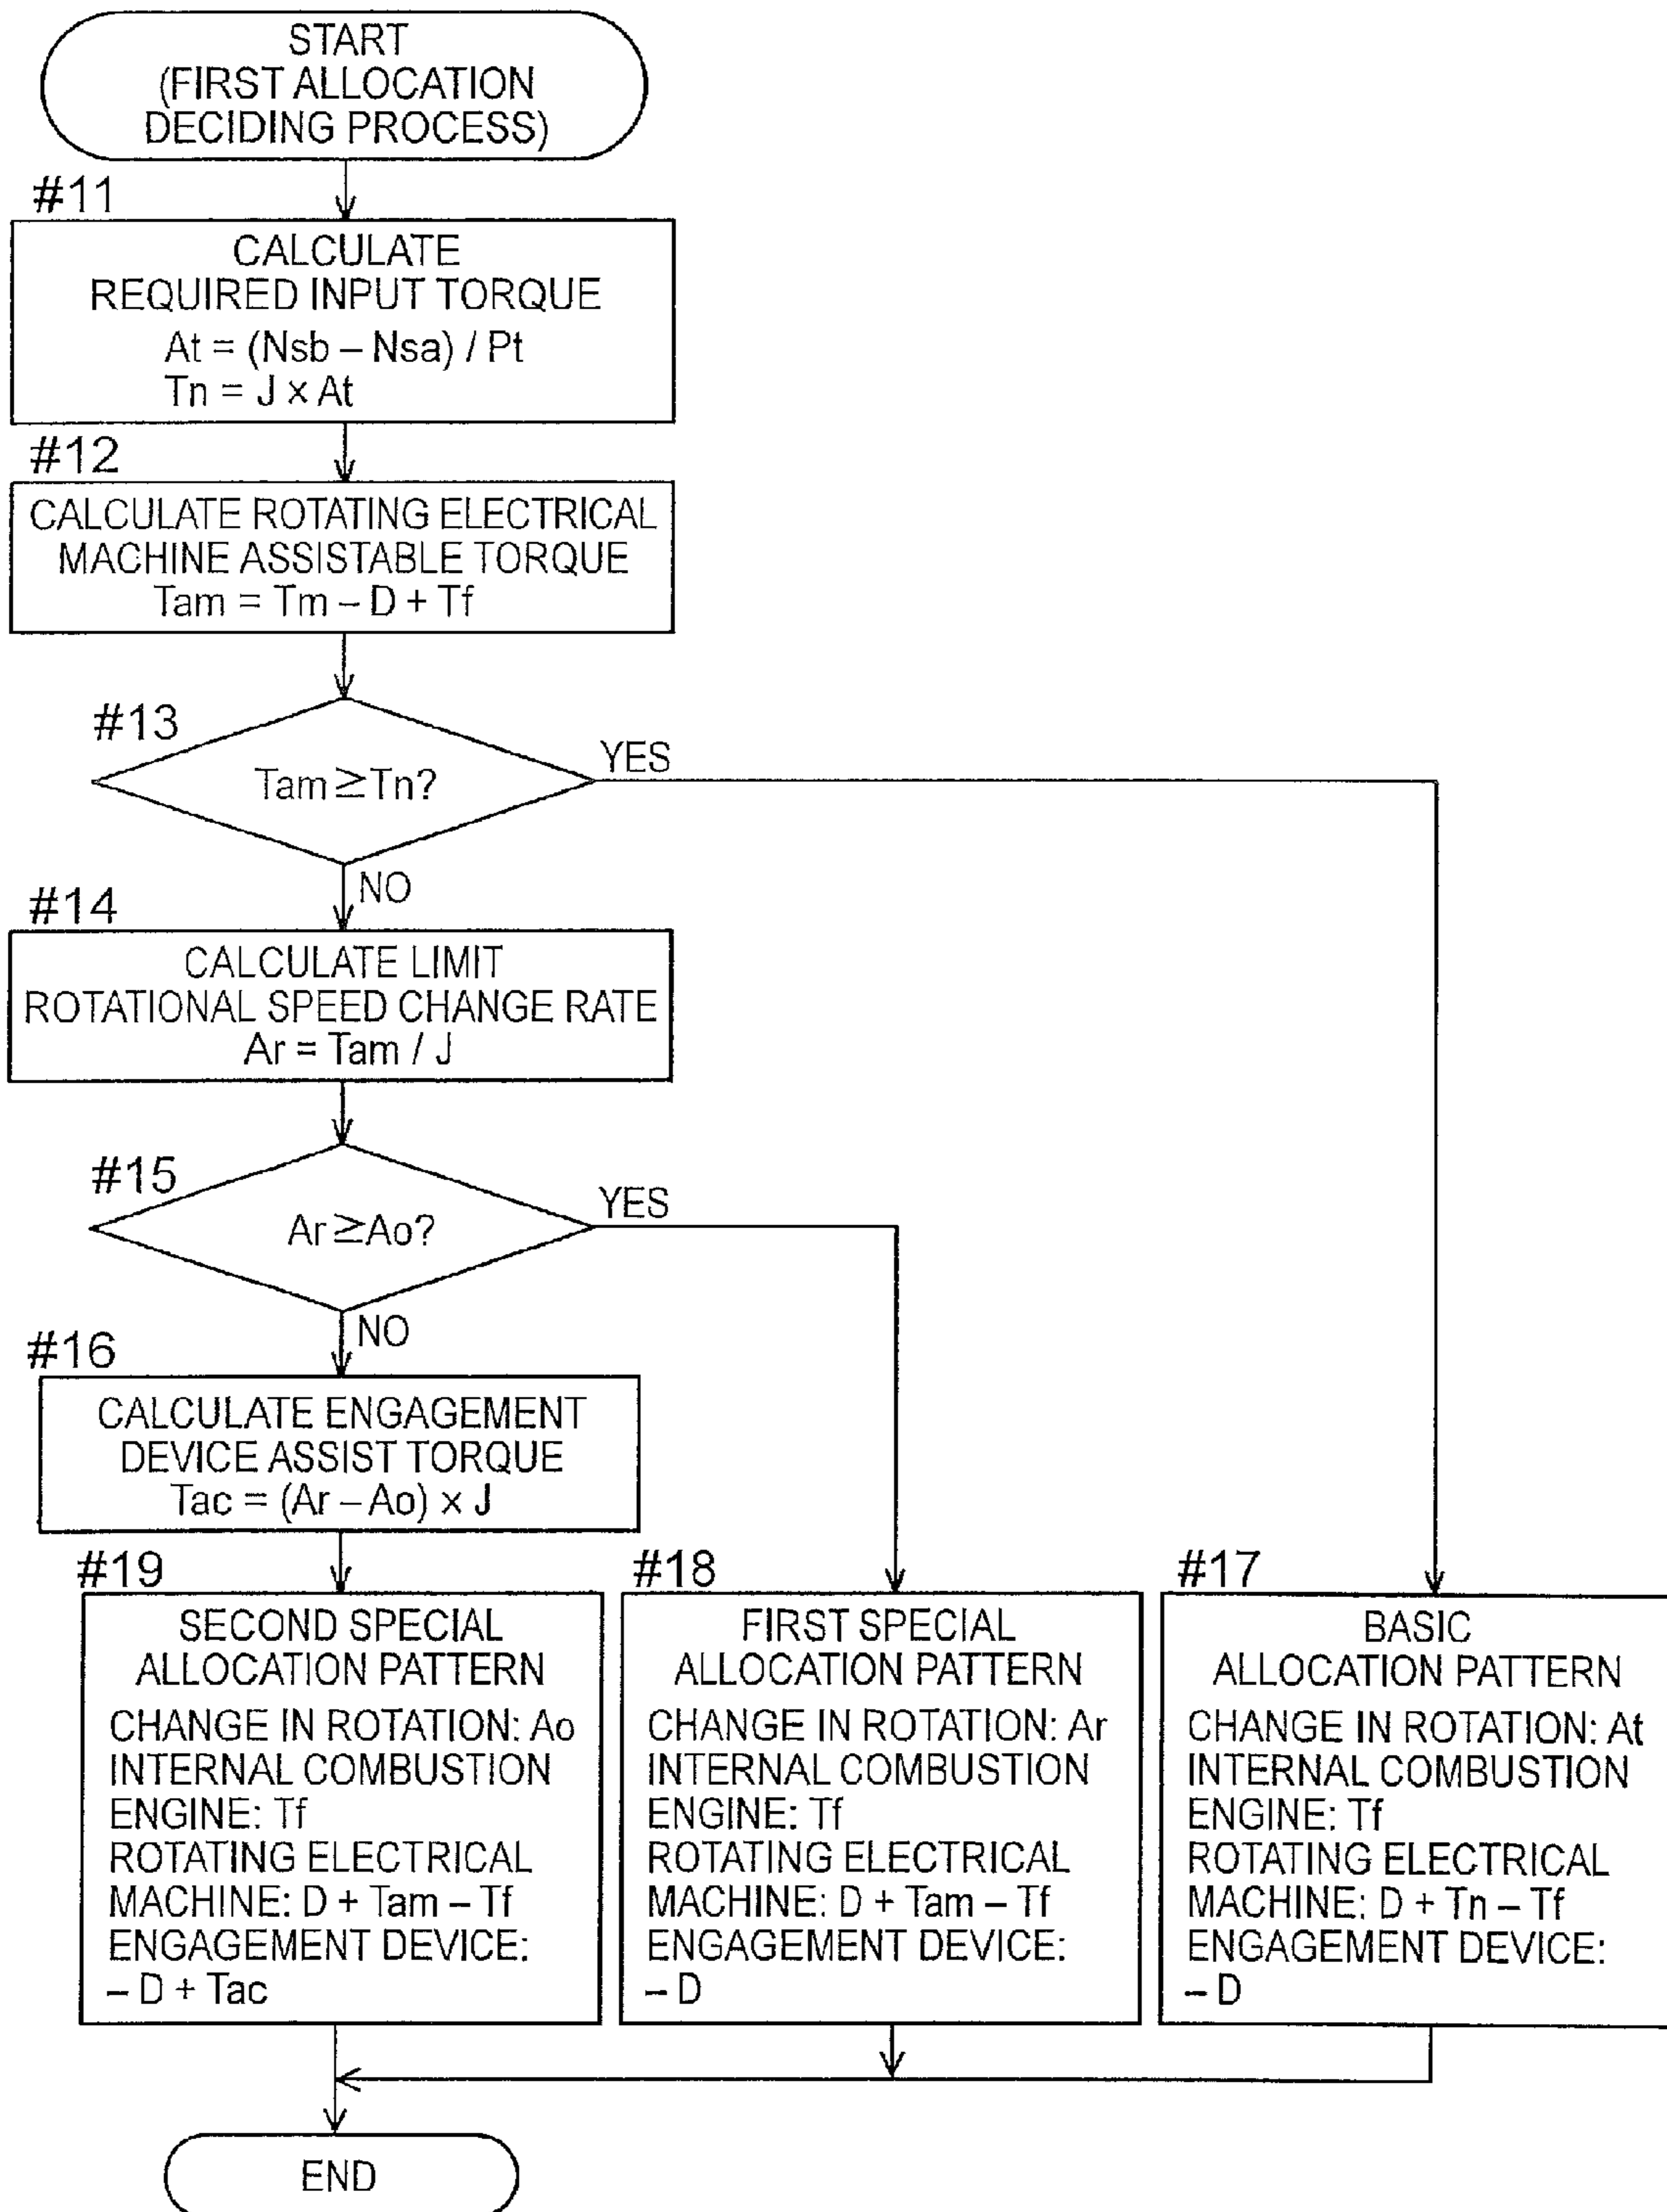 START
(FIRST ALLOCATION
DECIDING PROCESS)
#11
CALCULATE
REQUIRED INPUT TORQUE
At = (Nsb – Nsa) / Pt
Tn = J x At
#12
CALCULATE ROTATING ELECTRICAL
MACHINE ASSISTABLE TORQUE
Tam = Tm – D + Tf
#13
Tam ≥ Tn?
YES
NO
#14
CALCULATE LIMIT
ROTATIONAL SPEED CHANGE RATE
Ar = Tam / J
#15
Ar ≥ Ao?
YES
NO
#16
CALCULATE ENGAGEMENT
DEVICE ASSIST TORQUE
Tac = (Ar – Ao) x J
#19
SECOND SPECIAL
ALLOCATION PATTERN
CHANGE IN ROTATION: Ao
INTERNAL COMBUSTION
ENGINE: Tf
ROTATING ELECTRICAL
MACHINE: D + Tam – Tf
ENGAGEMENT DEVICE:
– D + Tac
#18
FIRST SPECIAL
ALLOCATION PATTERN
CHANGE IN ROTATION: Ar
INTERNAL COMBUSTION
ENGINE: Tf
ROTATING ELECTRICAL
MACHINE: D + Tam – Tf
ENGAGEMENT DEVICE:
– D
#17
BASIC
ALLOCATION PATTERN
CHANGE IN ROTATION: At
INTERNAL COMBUSTION
ENGINE: Tf
ROTATING ELECTRICAL
MACHINE: D + Tn – Tf
ENGAGEMENT DEVICE:
– D
END